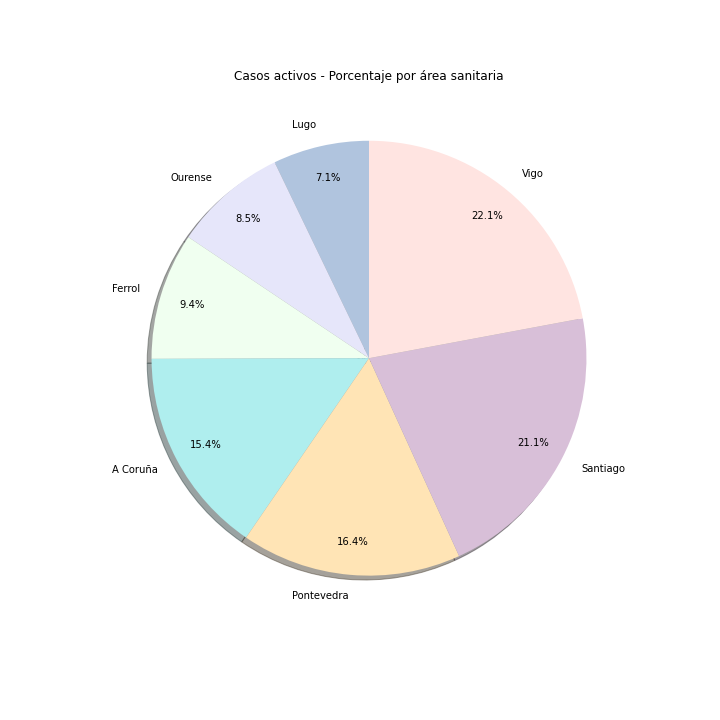 Casos activos - Porcentaje por área sanitaria
Lugo
7.1%
Vigo
22.1%
Ourense
8.5%
Ferrol
9.4%
A Coruña
15.4%
Santiago
21.1%
Pontevedra
16.4%